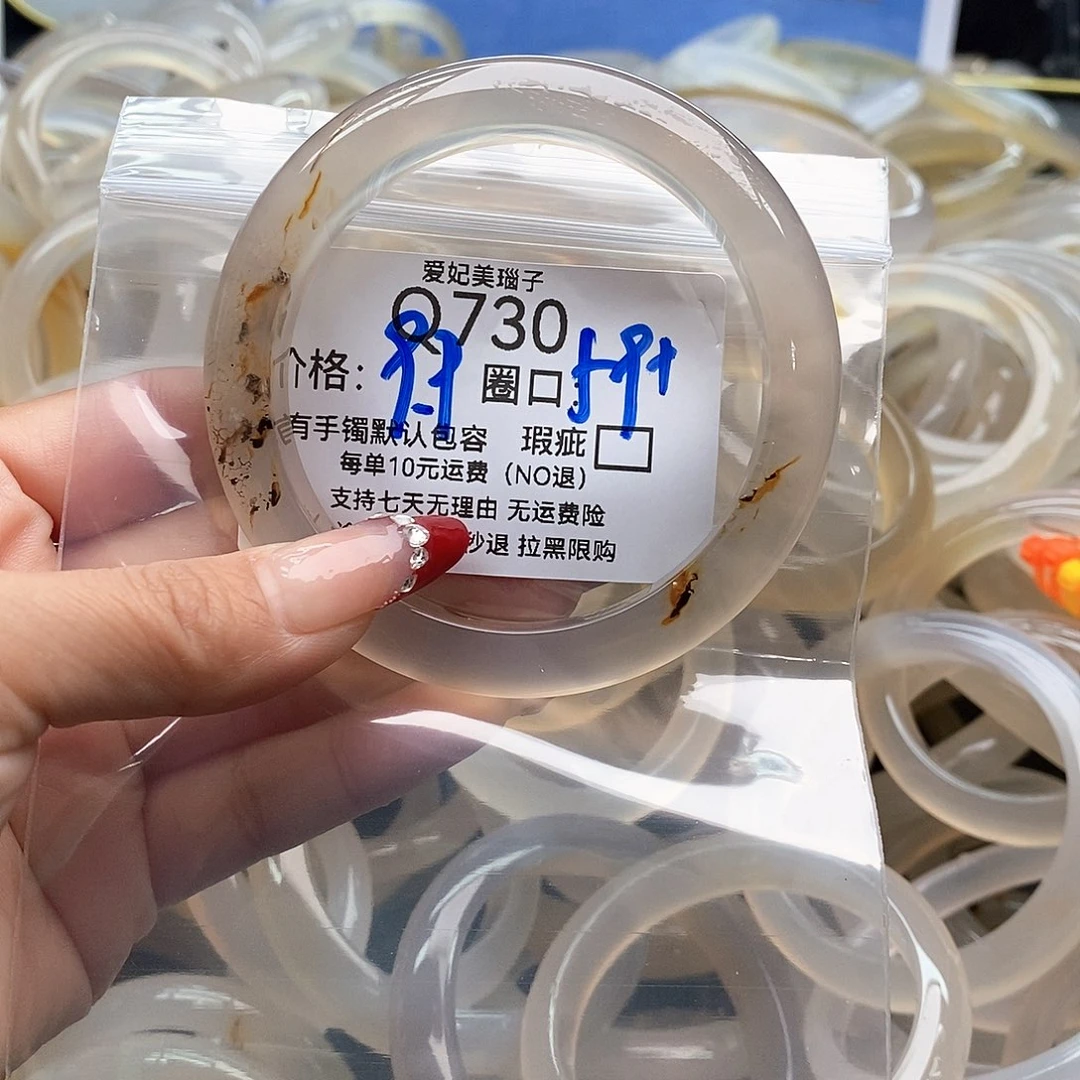 爱妃美瑙子
Q730
价格: 圈口:
有手镯默认包容 瑕疵
每单10元运费（NO退）
支持七天无理由 无运费险
秒退 拉黑限购